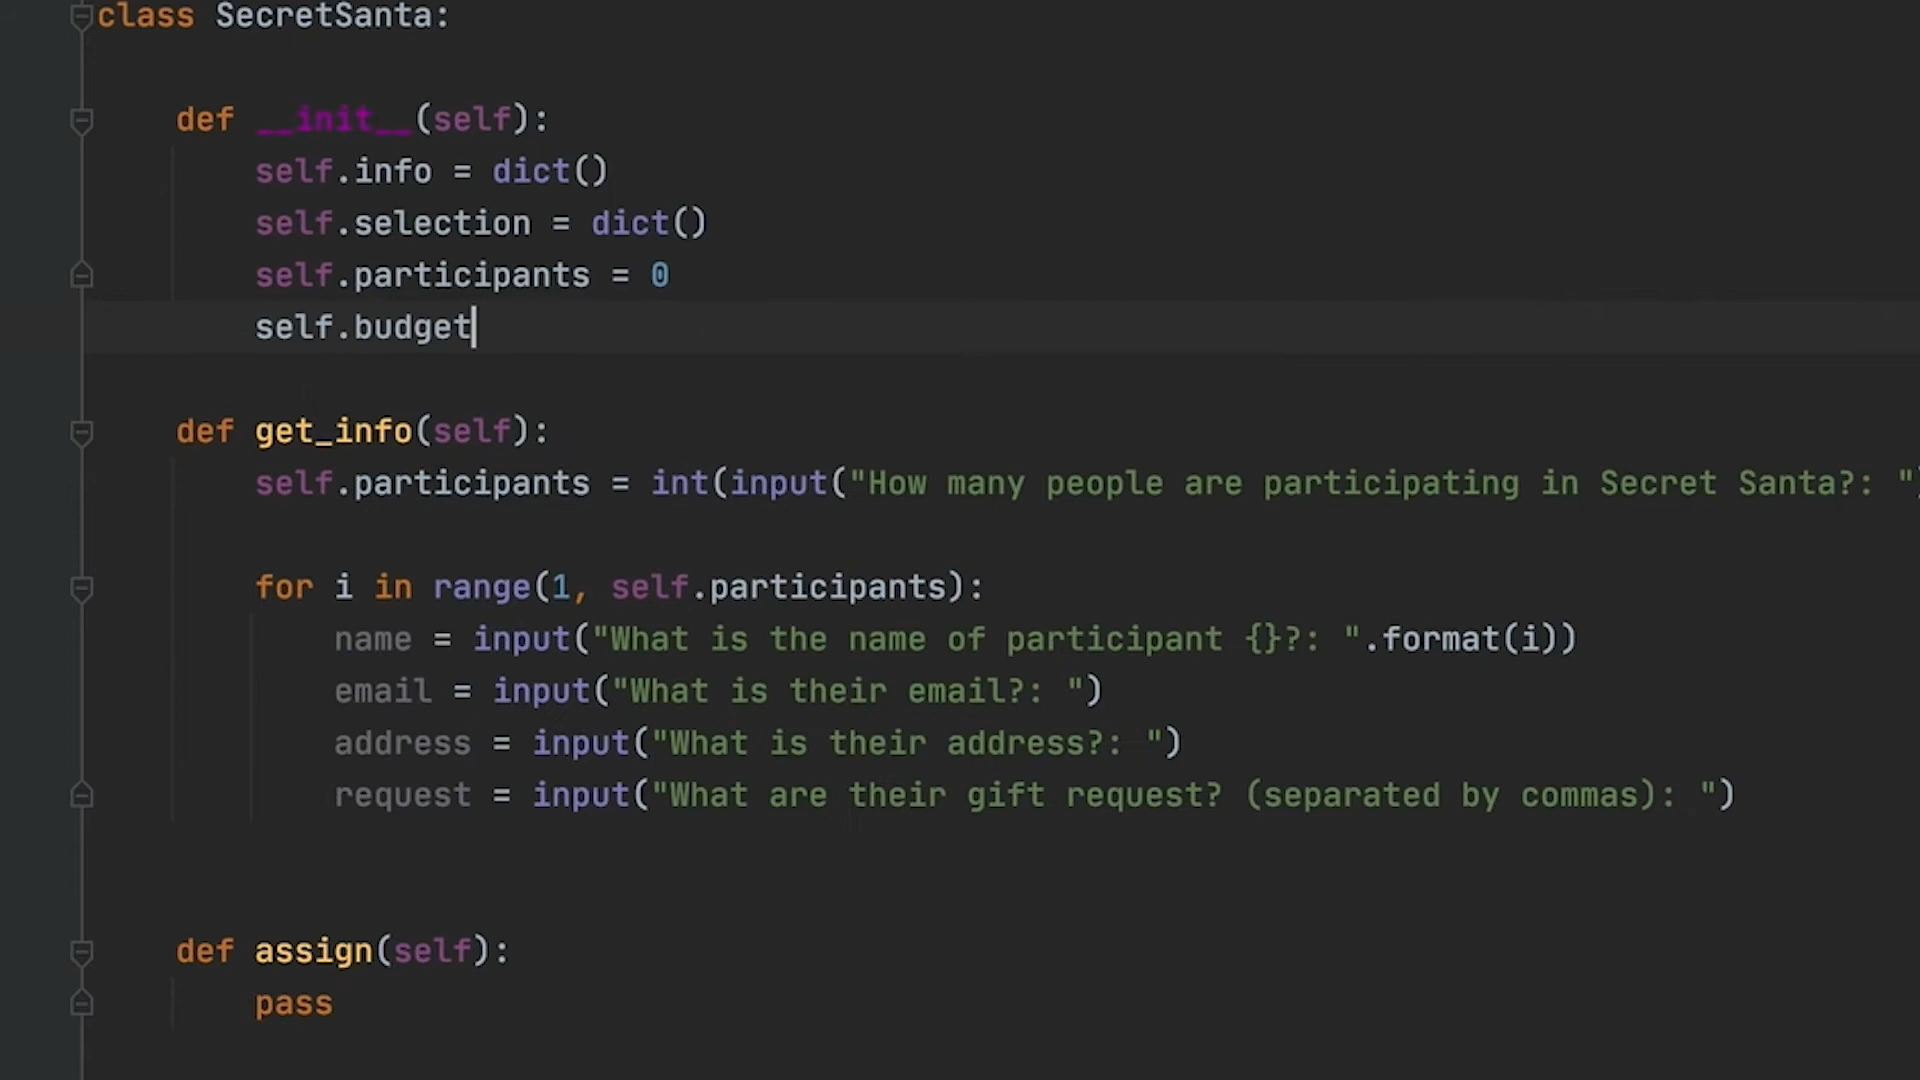 class SecretSanta:
def __init__(self):
self.info = dict()
self.selection = dict()
self.participants = 0
self.budget
def get_info(self):
self.participants = int(input("How many people are participating in Secret Santa?: ")
for i in range(1, self.participants):
name = input("What is the name of participant {}?: ".format(i))
email = input("What is their email?: ")
address = input("What is their address?: ")
request = input("What are their gift request? (separated by commas): ")
def assign(self):
pass